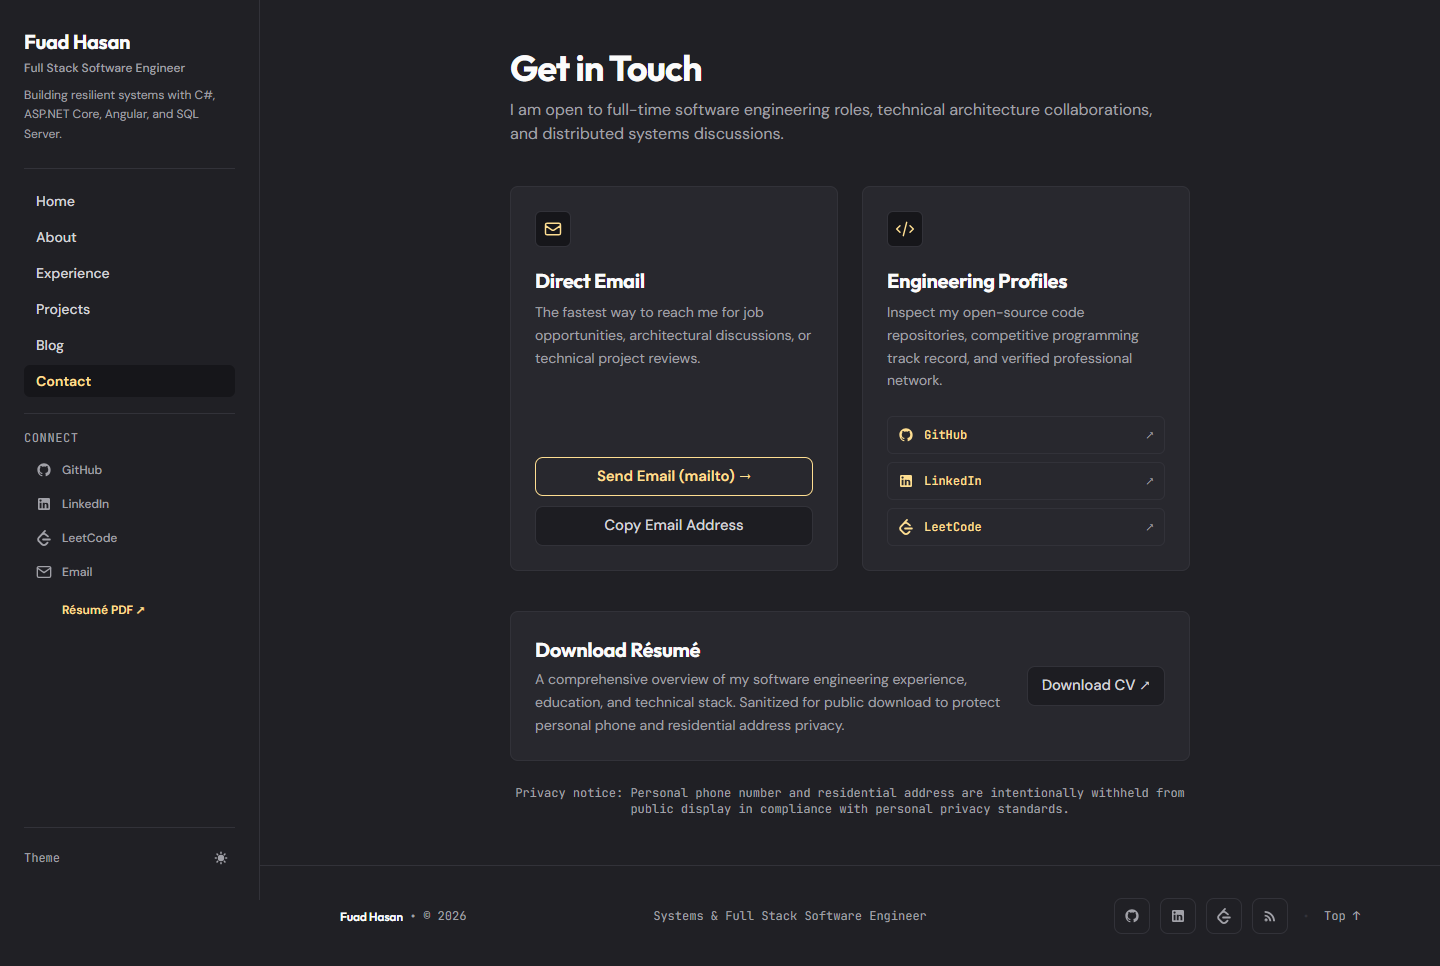 Fuad Hasan
Full Stack Software Engineer
Building resilient systems with C#,
ASP.NET Core, Angular, and SQL
Server.
Home
About
Experience
Projects
Blog
Contact
CONNECT
GitHub
LinkedIn
LeetCode
Email
Résumé PDF ↗
Theme
Get in Touch
I am open to full-time software engineering roles, technical architecture collaborations,
and distributed systems discussions.
Direct Email
The fastest way to reach me for job
opportunities, architectural discussions, or
technical project reviews.
Send Email (mailto) →
Copy Email Address
Engineering Profiles
Inspect my open-source code
repositories, competitive programming
track record, and verified professional
network.
GitHub ↗
LinkedIn ↗
LeetCode ↗
Download Résumé
A comprehensive overview of my software engineering experience,
education, and technical stack. Sanitized for public download to protect
personal phone and residential address privacy.
Download CV ↗
Privacy notice: Personal phone number and residential address are intentionally withheld from
public display in compliance with personal privacy standards.
Fuad Hasan • © 2026
Systems & Full Stack Software Engineer
Top ↑